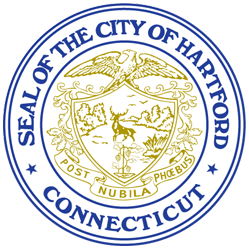 SEAL OF THE CITY OF HARTFORD
POST NUBILA PHŒBUS
CONNECTICUT